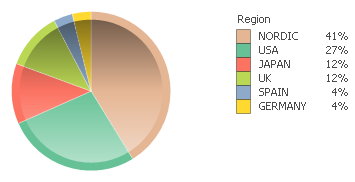 Region
NORDIC 41%
USA 27%
JAPAN 12%
UK 12%
SPAIN 4%
GERMANY 4%